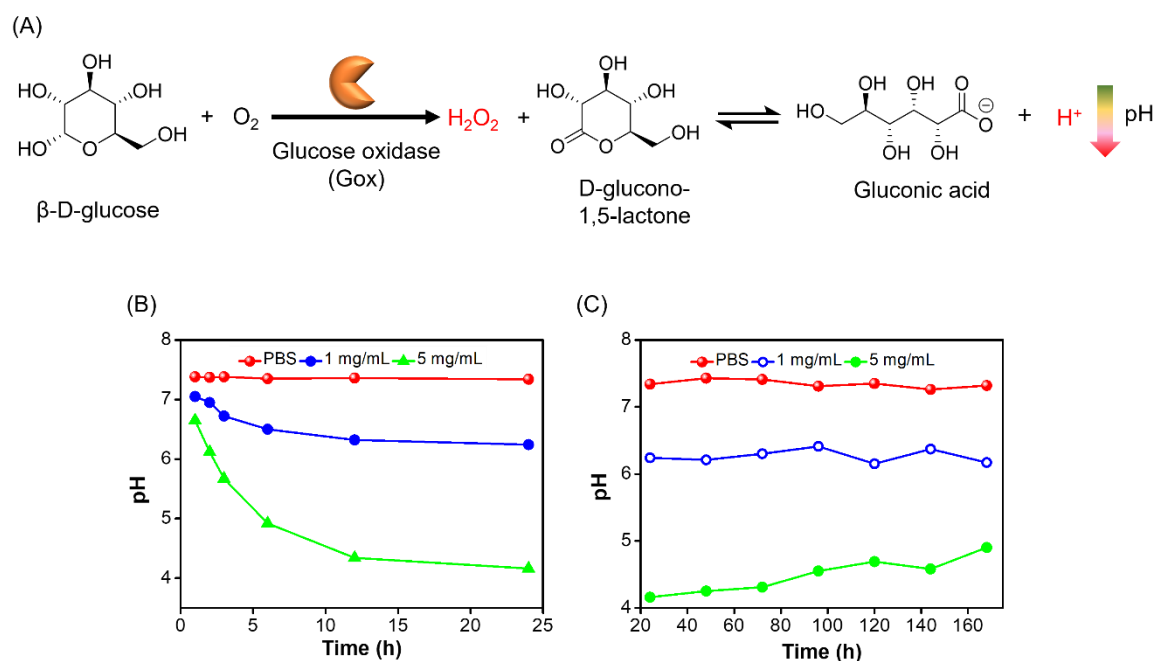 (A)
OH
HO
OH
HO
O
OH
β-D-glucose
+
O₂
Glucose oxidase
(Gox)
H₂O₂
+
OH
HO
OH
O
O
OH
D-glucono-
1,5-lactone
OH
OH
O
HO
O
⊖
OH
OH
OH
Gluconic acid
+
H⁺
pH
(B)
PBS 1 mg/mL 5 mg/mL
8
7
6
5
4
pH
0 5 10 15 20 25
Time (h)
(C)
PBS 1 mg/mL 5 mg/mL
8
7
6
5
4
pH
20 40 60 80 100 120 140 160
Time (h)